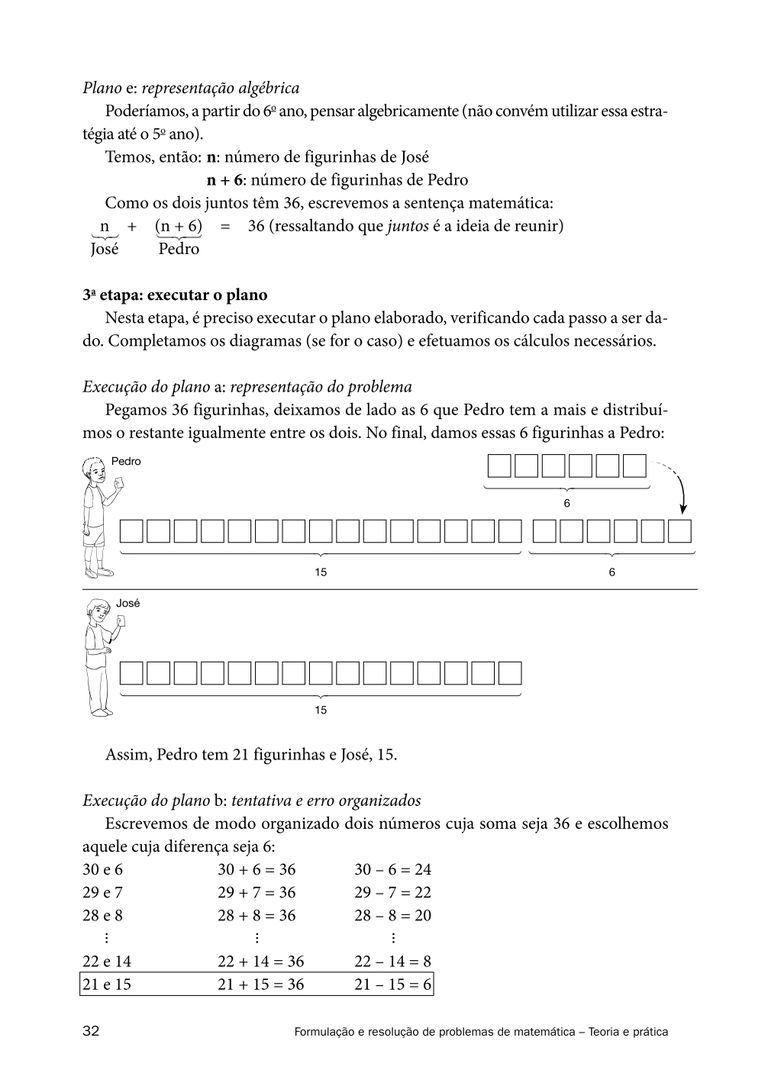 Plano e: representação algébrica
Poderíamos, a partir do 6º ano, pensar algebricamente (não convém utilizar essa estra-
tégia até o 5º ano).
Temos, então: n: número de figurinhas de José
n + 6: número de figurinhas de Pedro
Como os dois juntos têm 36, escrevemos a sentença matemática:
n + (n + 6) = 36 (ressaltando que juntos é a ideia de reunir)
José Pedro
3ª etapa: executar o plano
Nesta etapa, é preciso executar o plano elaborado, verificando cada passo a ser da-
do. Completamos os diagramas (se for o caso) e efetuamos os cálculos necessários.
Execução do plano a: representação do problema
Pegamos 36 figurinhas, deixamos de lado as 6 que Pedro tem a mais e distribuí-
mos o restante igualmente entre os dois. No final, damos essas 6 figurinhas a Pedro:
Pedro
6
15 6
José
15
Assim, Pedro tem 21 figurinhas e José, 15.
Execução do plano b: tentativa e erro organizados
Escrevemos de modo organizado dois números cuja soma seja 36 e escolhemos
aquele cuja diferença seja 6:
30 e 6 30 + 6 = 36 30 – 6 = 24
29 e 7 29 + 7 = 36 29 – 7 = 22
28 e 8 28 + 8 = 36 28 – 8 = 20
⋮ ⋮ ⋮
22 e 14 22 + 14 = 36 22 – 14 = 8
21 e 15 21 + 15 = 36 21 – 15 = 6
32 Formulação e resolução de problemas de matemática – Teoria e prática